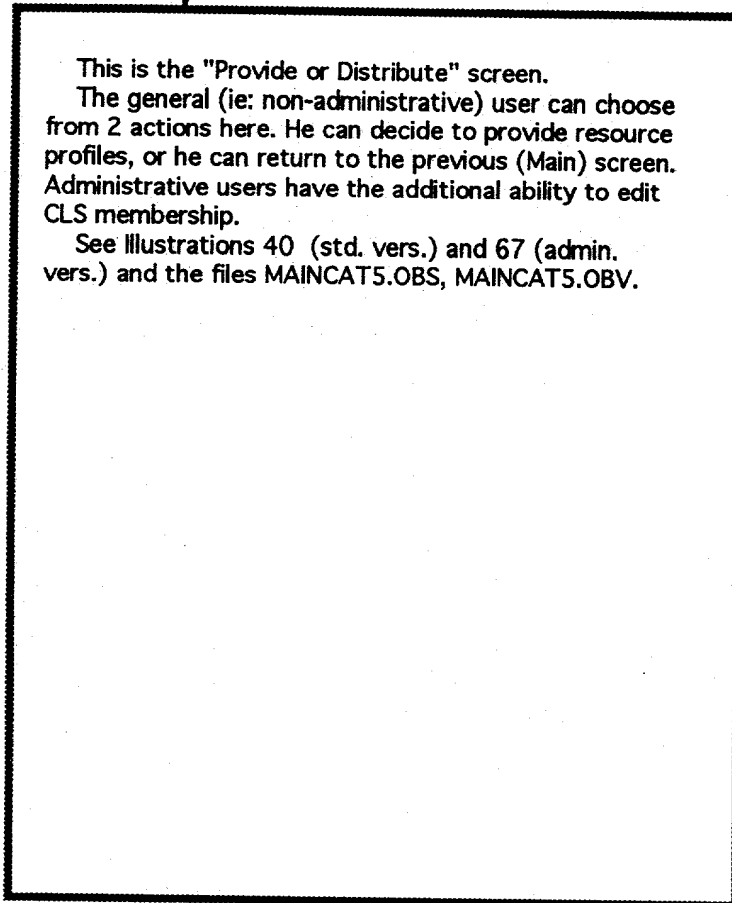 This is the "Provide or Distribute" screen.
The general (ie: non-administrative) user can choose
from 2 actions here. He can decide to provide resource
profiles, or he can return to the previous (Main) screen.
Administrative users have the additional ability to edit
CLS membership.
See Illustrations 40 (std. vers.) and 67 (admin.
vers.) and the files MAINCAT5.OBS, MAINCAT5.OBV.